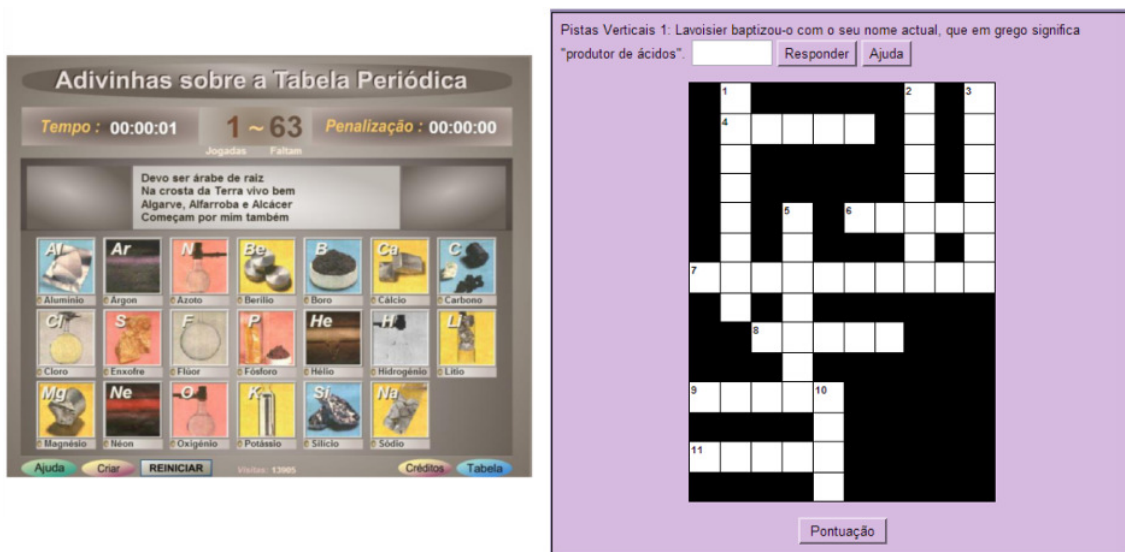 Adivinhas sobre a Tabela Periódica
Tempo : 00:00:01
1 ~ 63
Jogadas Faltam
Penalização : 00:00:00
Devo ser árabe de raiz
Na crosta da Terra vivo bem
Algarve, Alfarroba e Alcácer
Começam por mim também
Al Ar N Be B Ca C
Alumínio Árgon Azoto Berílio Boro Cálcio Carbono
Cl S F P He H Li
Cloro Enxofre Flúor Fósforo Hélio Hidrogénio Lítio
Mg Ne O K Si Na
Magnésio Néon Oxigénio Potássio Silício Sódio
Ajuda Criar REINICIAR Visitas: 13985 Créditos Tabela
Pistas Verticais 1: Lavoisier baptizou-o com o seu nome actual, que em grego significa
"produtor de ácidos". Responder Ajuda
1 2 3
4
5 6
7
8
9 10
11
Pontuação